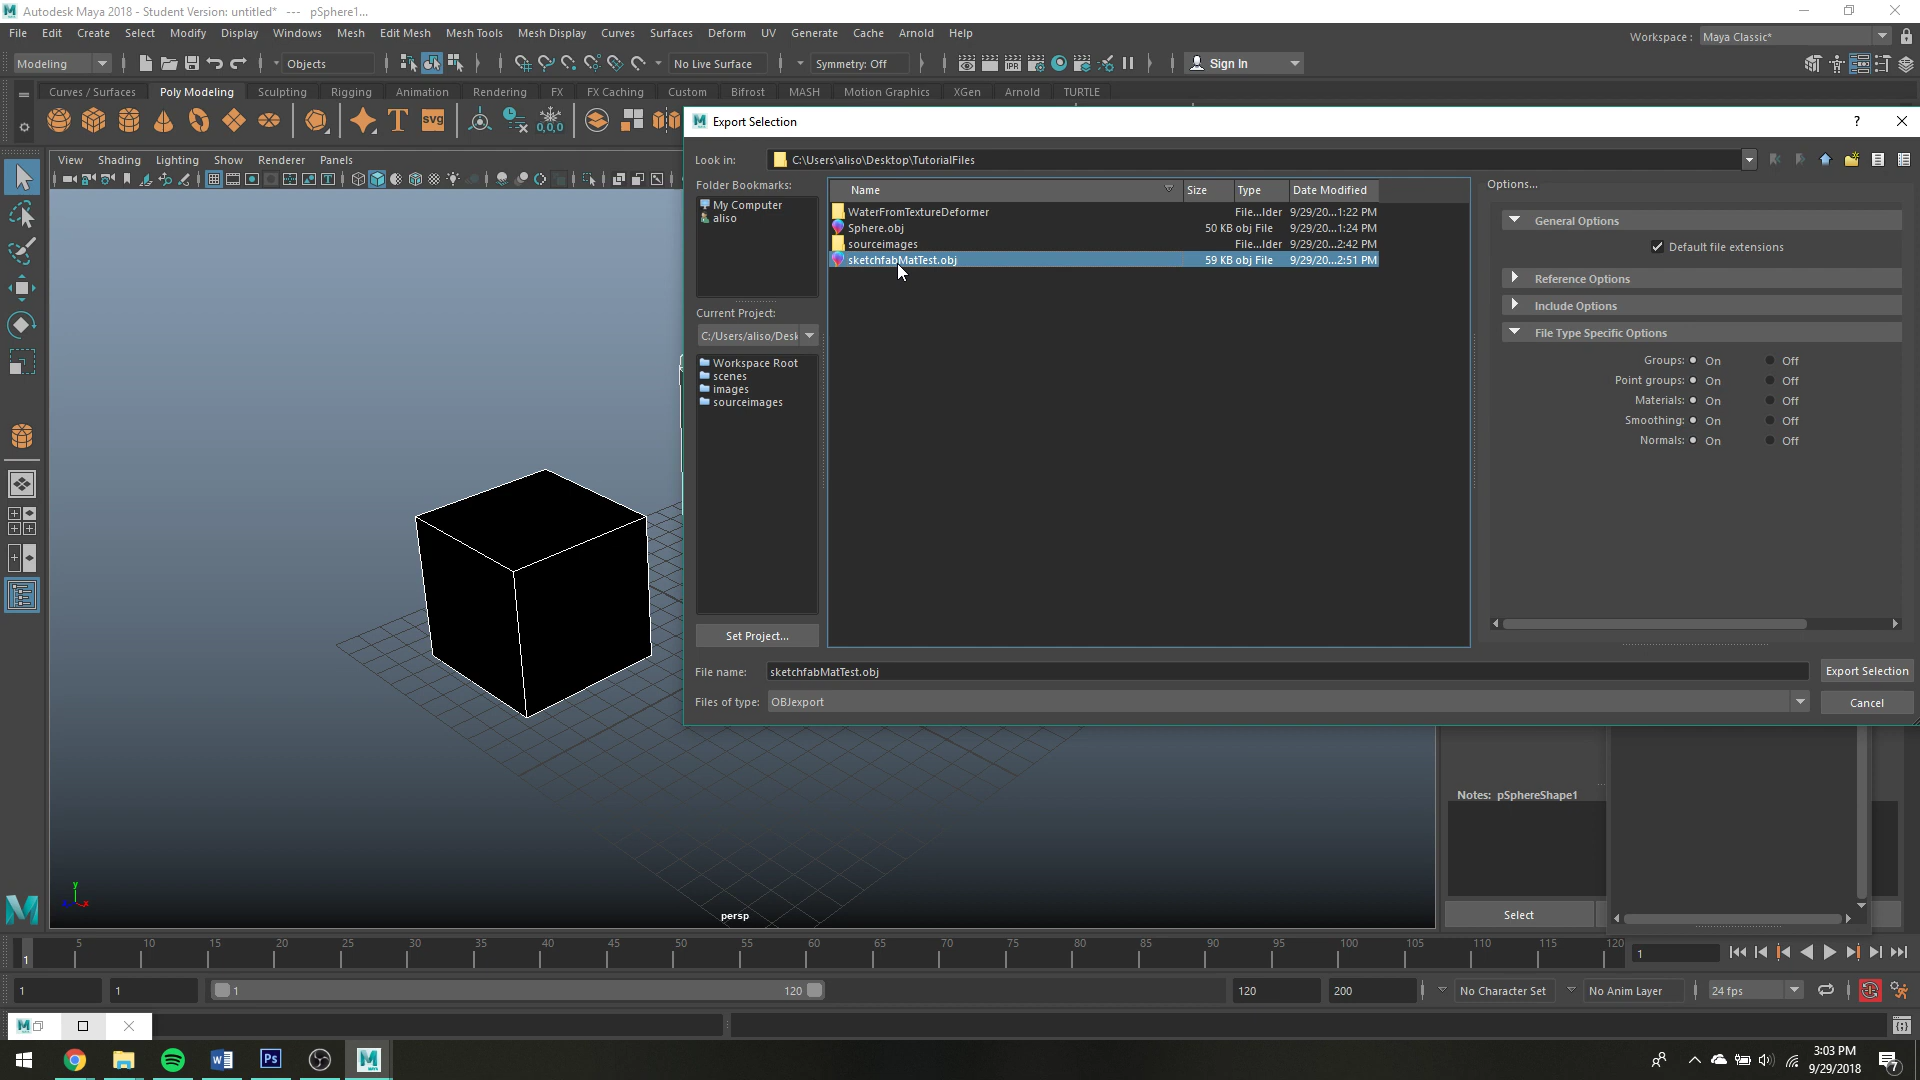 Autodesk Maya 2018 - Student Version: untitled* --- pSphere1...
File Edit Create Select Modify Display Windows Mesh Edit Mesh Mesh Tools Mesh Display Curves Surfaces Deform UV Generate Cache Arnold Help
Workspace : Maya Classic*
Modeling Objects No Live Surface Symmetry: Off Sign In
Curves / Surfaces Poly Modeling Sculpting Rigging Animation Rendering FX FX Caching Custom Bifrost MASH Motion Graphics XGen Arnold TURTLE
IPR
T svg 0,0,0
View Shading Lighting Show Renderer Panels
Export Selection
?
Look in: C:\Users\aliso\Desktop\TutorialFiles
Folder Bookmarks:
My Computer
aliso
Name Size Type Date Modified
WaterFromTextureDeformer File...lder 9/29/20...1:22 PM
Sphere.obj 50 KB obj File 9/29/20...1:24 PM
sourceimages File...lder 9/29/20...2:42 PM
sketchfabMatTest.obj 59 KB obj File 9/29/20...2:51 PM
Current Project:
C:/Users/aliso/Desk
Workspace Root
scenes
images
sourceimages
Set Project...
Options...
General Options
Default file extensions
Reference Options
Include Options
File Type Specific Options
Groups: On Off
Point groups: On Off
Materials: On Off
Smoothing: On Off
Normals: On Off
File name: sketchfabMatTest.obj Export Selection
Files of type: OBJexport Cancel
Notes: pSphereShape1
Select
y
x
persp
5 10 15 20 25 30 35 40 45 50 55 60 65 70 75 80 85 90 95 100 105 110 115 120
1 1
1 1 1 120 120 200 No Character Set No Anim Layer 24 fps
M
W Ps
3:03 PM
9/29/2018
7